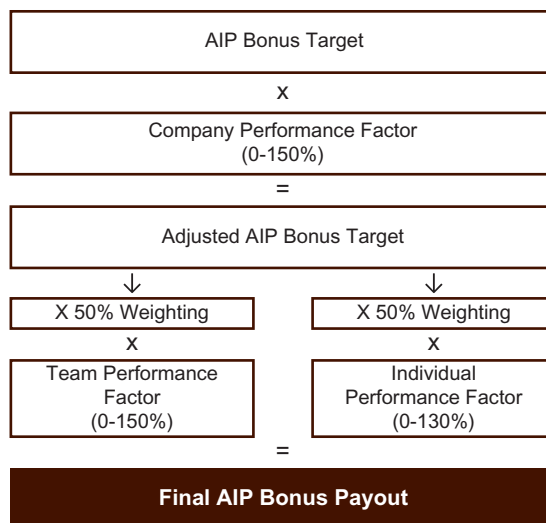 AIP Bonus Target
x
Company Performance Factor
(0-150%)
=
Adjusted AIP Bonus Target
X 50% Weighting
X 50% Weighting
x
x
Team Performance
Factor
(0-150%)
Individual
Performance Factor
(0-130%)
=
Final AIP Bonus Payout